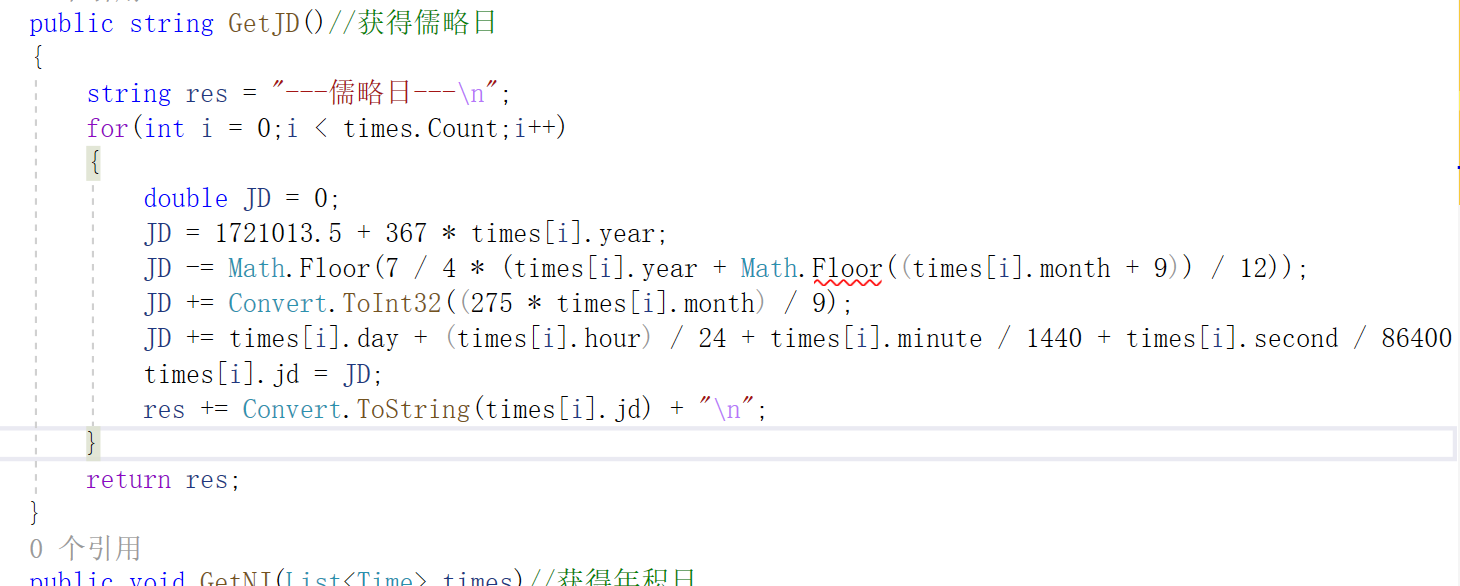 public string GetJD()//获得儒略日
{
string res = "---儒略日---\n";
for(int i = 0;i < times.Count;i++)
{
double JD = 0;
JD = 1721013.5 + 367 * times[i].year;
JD -= Math.Floor(7 / 4 * (times[i].year + Math.Floor((times[i].month + 9)) / 12));
JD += Convert.ToInt32((275 * times[i].month) / 9);
JD += times[i].day + (times[i].hour) / 24 + times[i].minute / 1440 + times[i].second / 86400
times[i].jd = JD;
res += Convert.ToString(times[i].jd) + "\n";
}
return res;
}
0 个引用
public void GetNJ(List<Time> times)//获得年积日